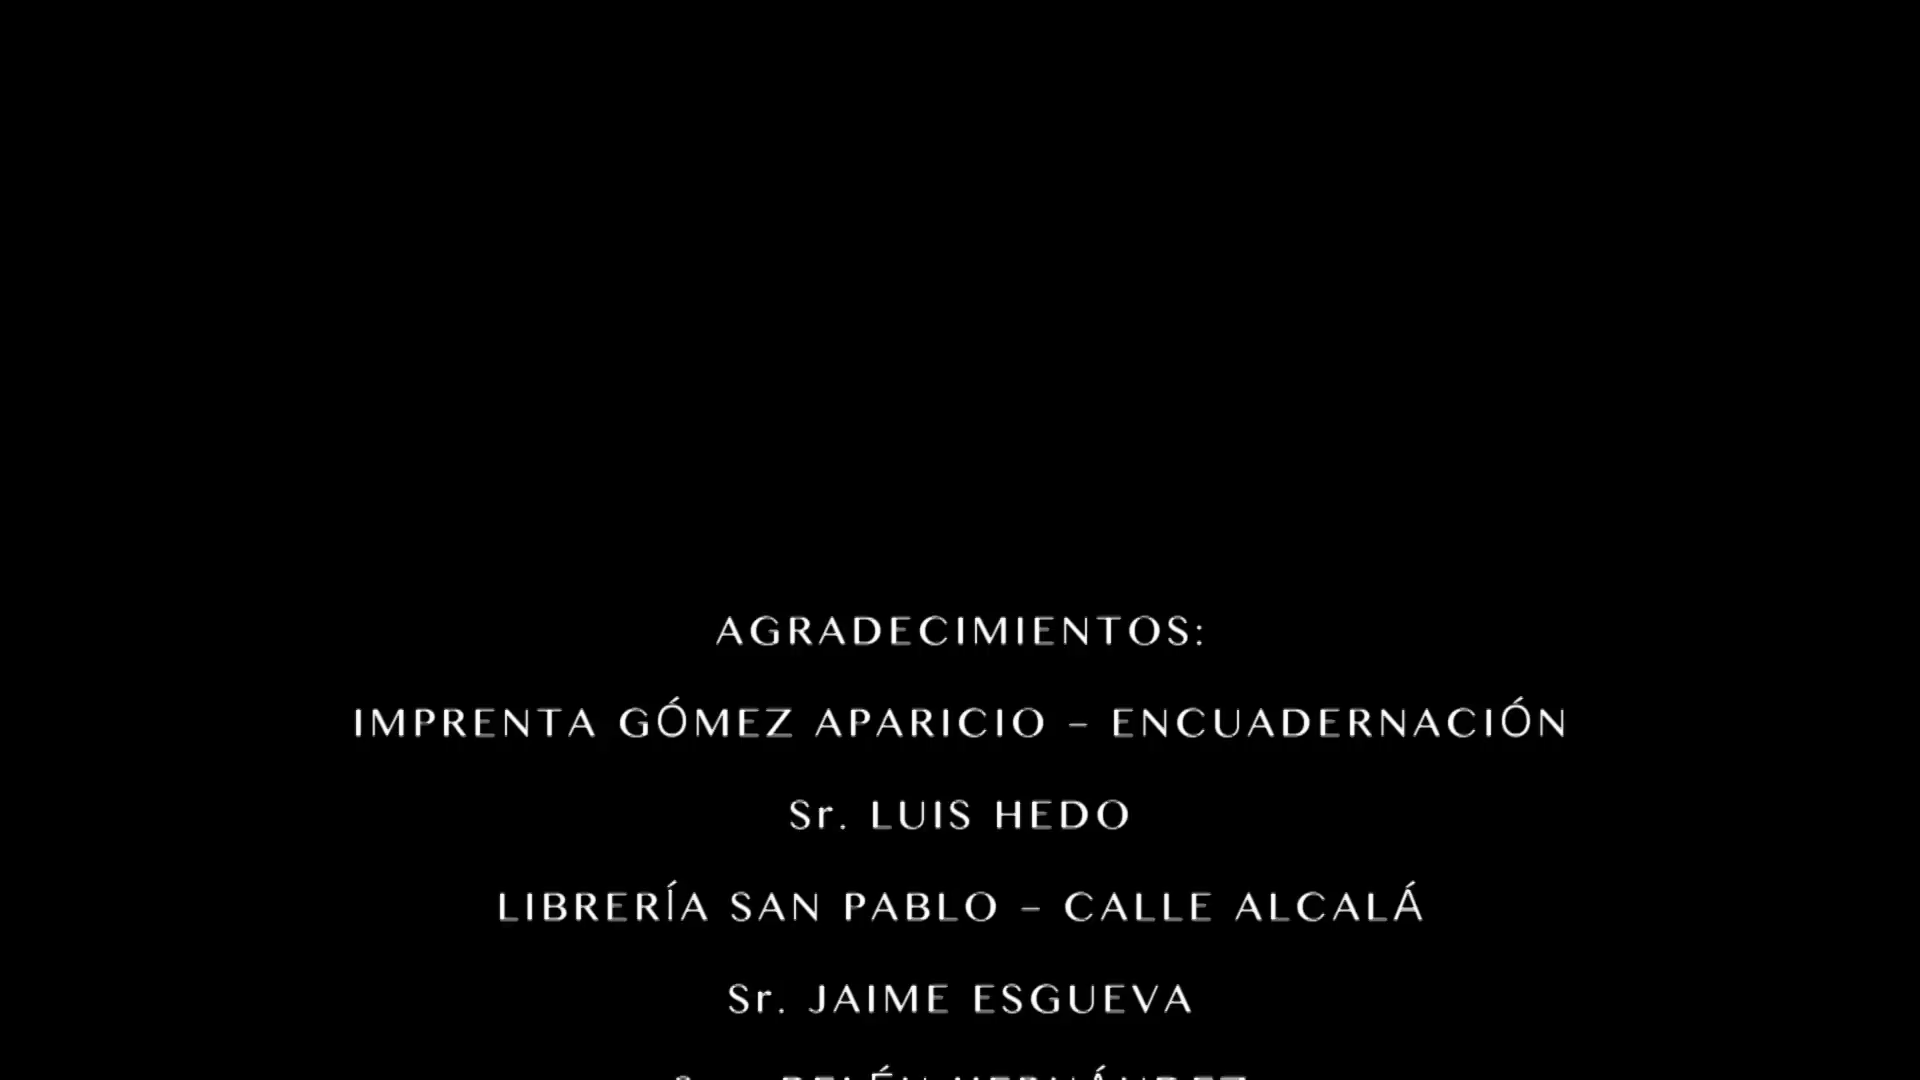 AGRADECIMIENTOS:
IMPRENTA GÓMEZ APARICIO – ENCUADERNACIÓN
Sr. LUIS HEDO
LIBRERÍA SAN PABLO – CALLE ALCALÁ
Sr. JAIME ESGUEVA